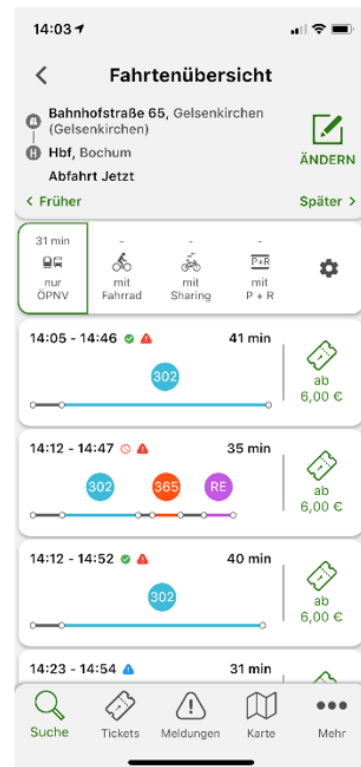 14:03
Fahrtenübersicht
Bahnhofstraße 65, Gelsenkirchen
(Gelsenkirchen)
H Hbf, Bochum
Abfahrt Jetzt
ÄNDERN
< Früher
Später >
31 min - - -
P+R
nur mit mit mit
ÖPNV Fahrrad Sharing P + R
14:05 - 14:46 41 min
302
ab
6,00 €
14:12 - 14:47 35 min
302 365 RE
ab
6,00 €
14:12 - 14:52 40 min
302
ab
6,00 €
14:23 - 14:54 31 min
Suche Tickets Meldungen Karte Mehr